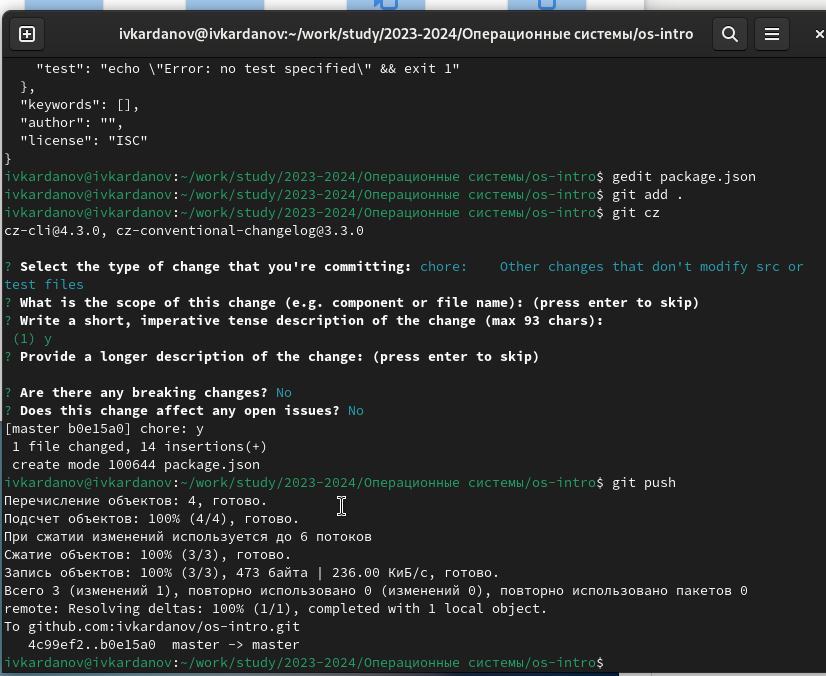 ivkardanov@ivkardanov:~/work/study/2023-2024/Операционные системы/os-intro
"test": "echo \"Error: no test specified\" && exit 1"
},
"keywords": [],
"author": "",
"license": "ISC"
}
ivkardanov@ivkardanov:~/work/study/2023-2024/Операционные системы/os-intro$ gedit package.json
ivkardanov@ivkardanov:~/work/study/2023-2024/Операционные системы/os-intro$ git add .
ivkardanov@ivkardanov:~/work/study/2023-2024/Операционные системы/os-intro$ git cz
cz-cli@4.3.0, cz-conventional-changelog@3.3.0
? Select the type of change that you're committing: chore:    Other changes that don't modify src or
test files
? What is the scope of this change (e.g. component or file name): (press enter to skip)
? Write a short, imperative tense description of the change (max 93 chars):
(1) y
? Provide a longer description of the change: (press enter to skip)
? Are there any breaking changes? No
? Does this change affect any open issues? No
[master b0e15a0] chore: y
1 file changed, 14 insertions(+)
create mode 100644 package.json
ivkardanov@ivkardanov:~/work/study/2023-2024/Операционные системы/os-intro$ git push
Перечисление объектов: 4, готово.
Подсчет объектов: 100% (4/4), готово.
При сжатии изменений используется до 6 потоков
Сжатие объектов: 100% (3/3), готово.
Запись объектов: 100% (3/3), 473 байта | 236.00 КиБ/с, готово.
Всего 3 (изменений 1), повторно использовано 0 (изменений 0), повторно использовано пакетов 0
remote: Resolving deltas: 100% (1/1), completed with 1 local object.
To github.com:ivkardanov/os-intro.git
4c99ef2..b0e15a0  master -> master
ivkardanov@ivkardanov:~/work/study/2023-2024/Операционные системы/os-intro$